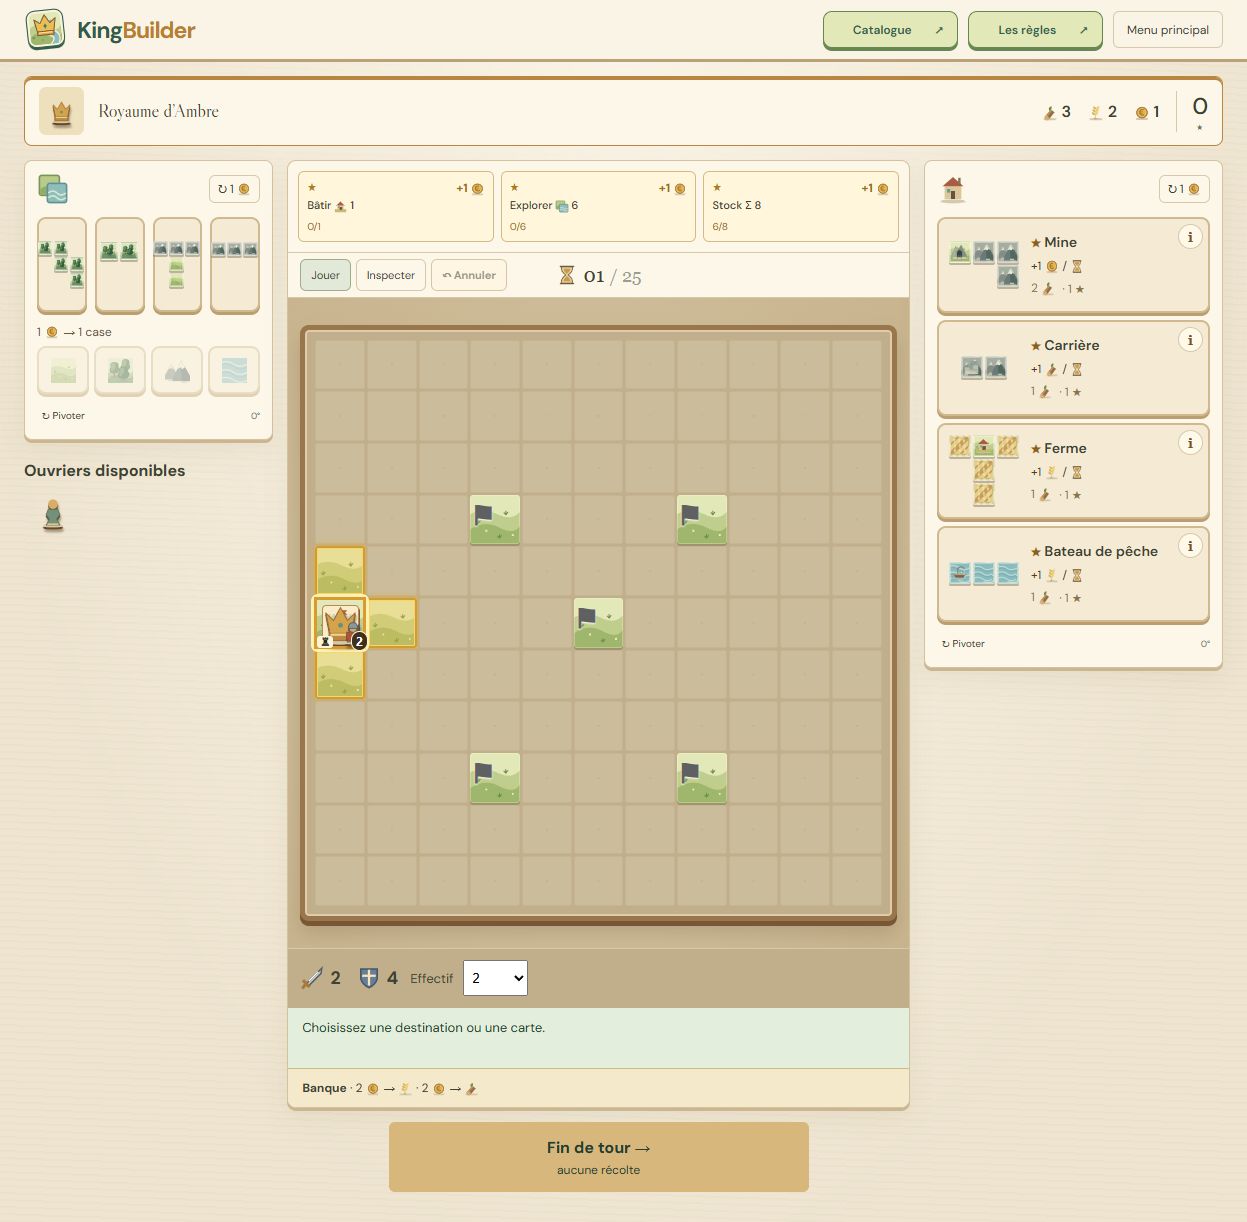 KingBuilder
Catalogue ↗
Les règles ↗
Menu principal
Royaume d'Ambre
3 2 1
0
★
↻ 1
1 → 1 case
↻ Pivoter 0°
Ouvriers disponibles
★ +1
Bâtir 1
0/1
★ +1
Explorer 6
0/6
★ +1
Stock Σ 8
6/8
Jouer
Inspecter
↶ Annuler
01 / 25
2
2 4 Effectif 2
Choisissez une destination ou une carte.
Banque · 2 → · 2 →
Fin de tour →
aucune récolte
↻ 1
★ Mine
+1 /
2 · 1 ★
i
★ Carrière
+1 /
1 · 1 ★
i
★ Ferme
+1 /
1 · 1 ★
i
★ Bateau de pêche
+1 /
1 · 1 ★
i
↻ Pivoter 0°